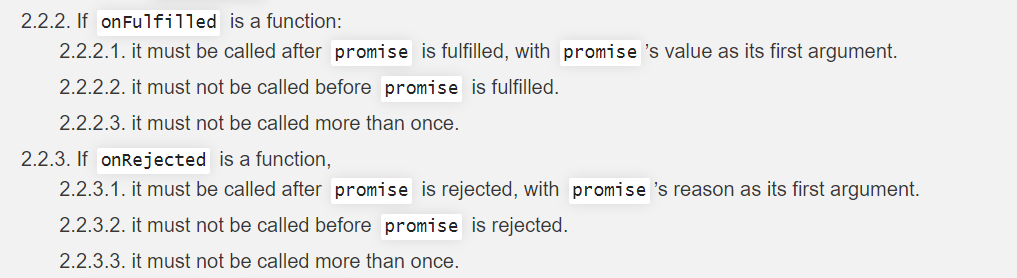 2.2.2. If onFulfilled is a function:
2.2.2.1. it must be called after promise is fulfilled, with promise's value as its first argument.
2.2.2.2. it must not be called before promise is fulfilled.
2.2.2.3. it must not be called more than once.
2.2.3. If onRejected is a function,
2.2.3.1. it must be called after promise is rejected, with promise's reason as its first argument.
2.2.3.2. it must not be called before promise is rejected.
2.2.3.3. it must not be called more than once.